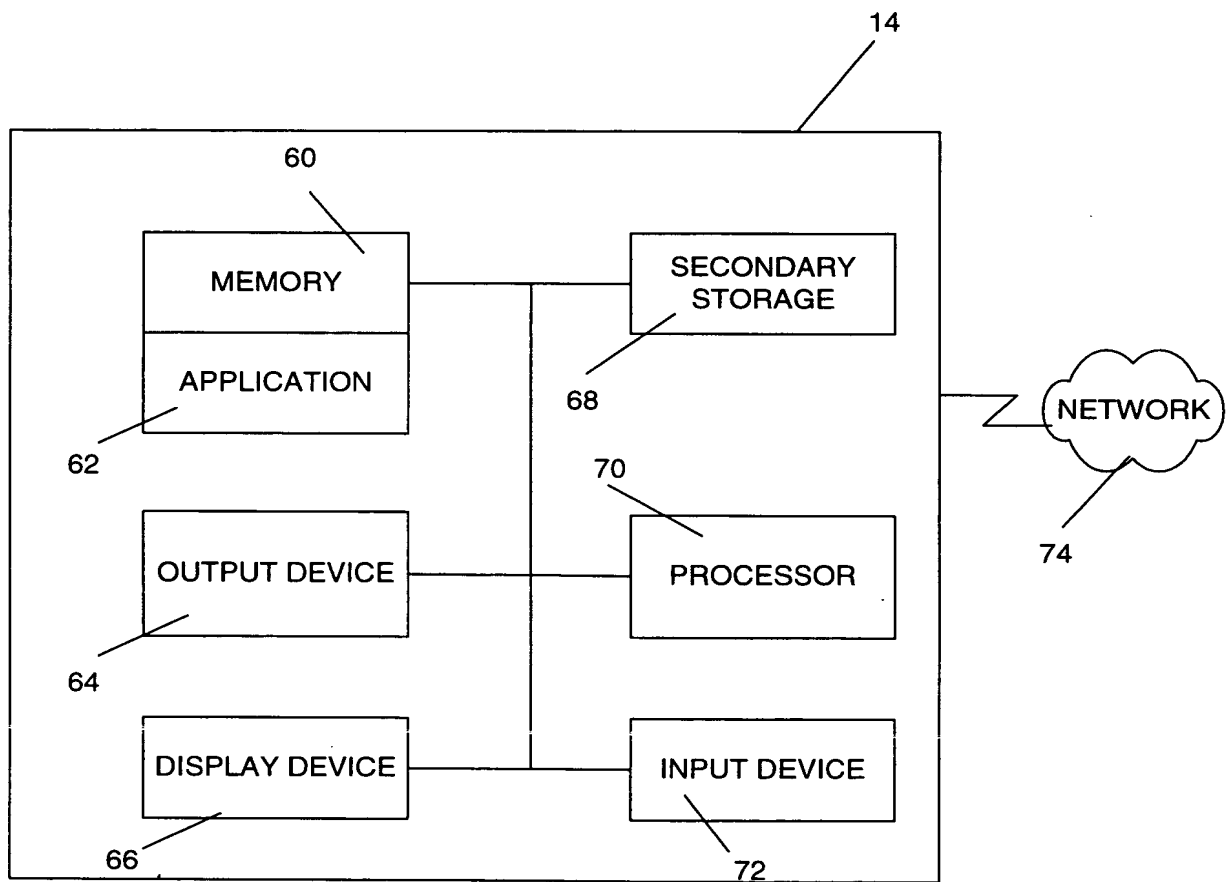 14
60
MEMORY
SECONDARY
STORAGE
APPLICATION
68
NETWORK
62
70
74
OUTPUT DEVICE
PROCESSOR
64
DISPLAY DEVICE
INPUT DEVICE
66
72